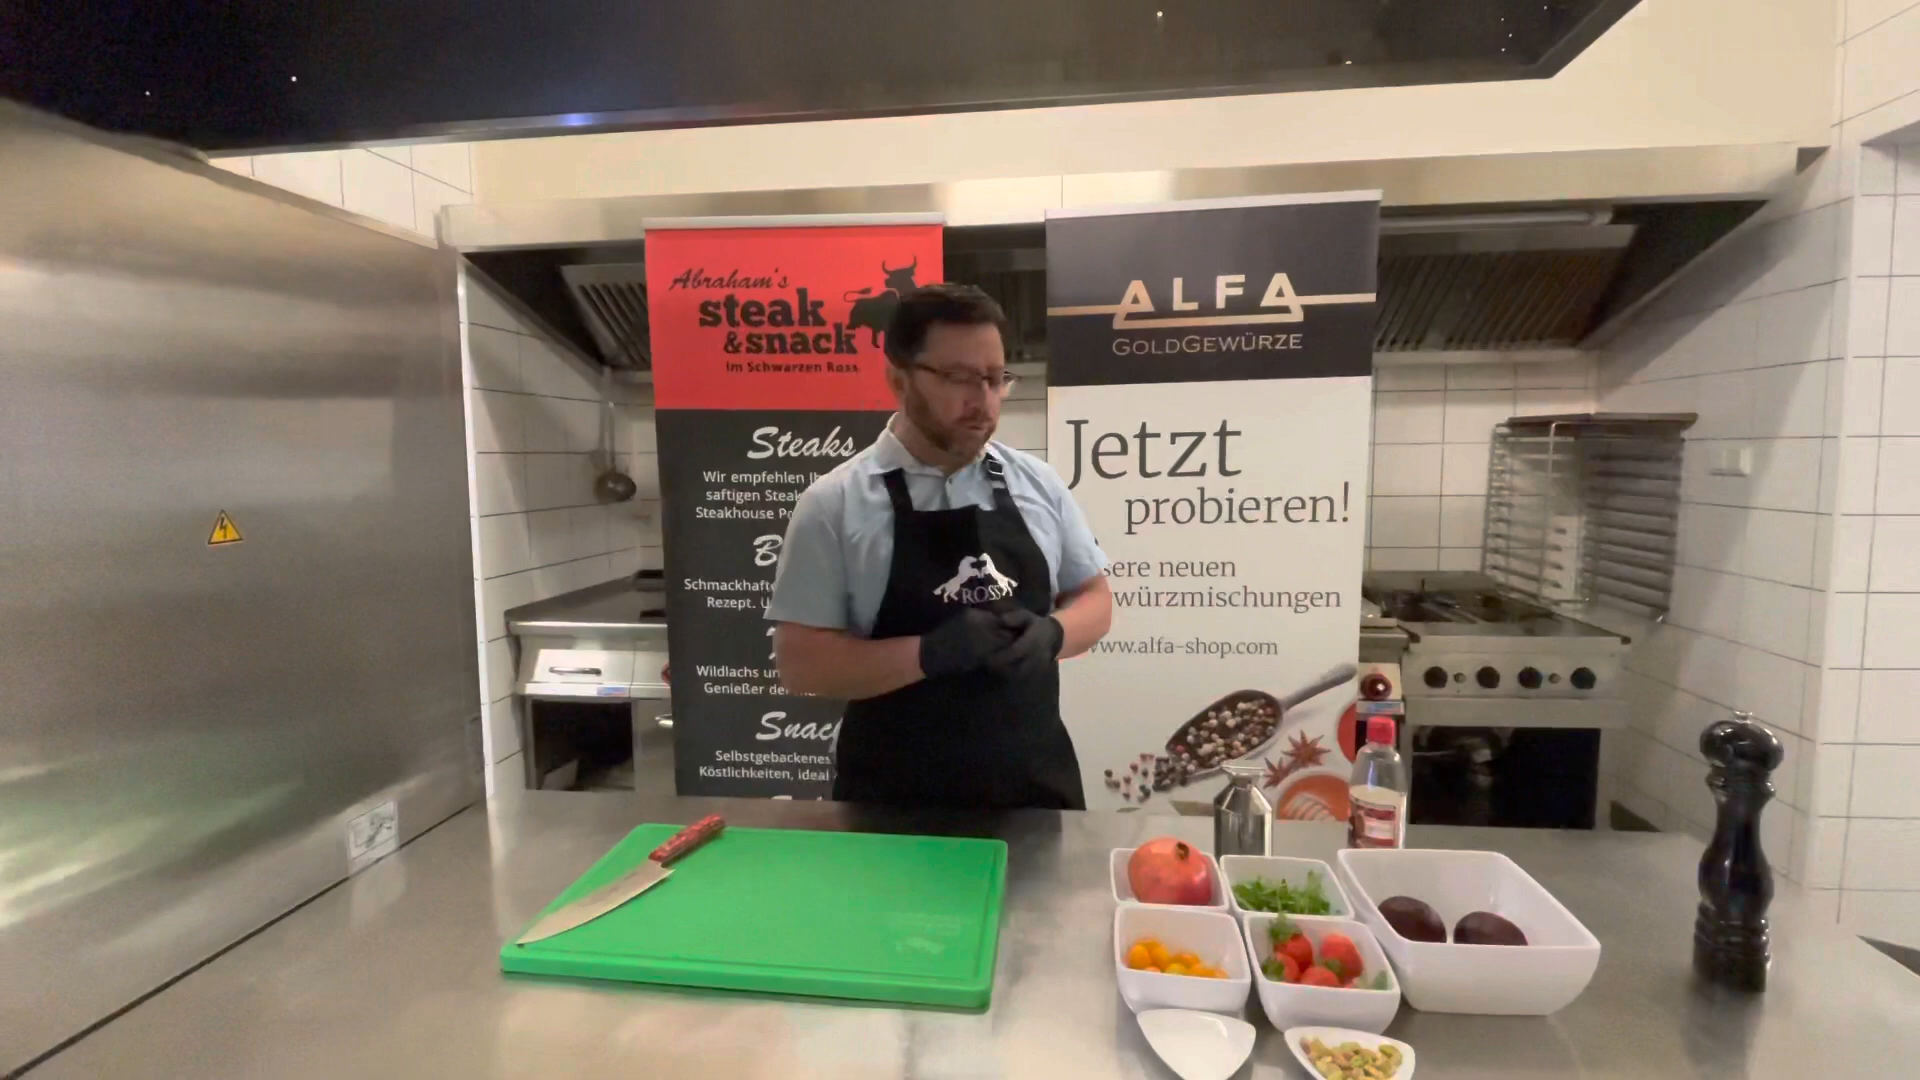 Abraham's
steak
&snack
im Schwarzen Ross
Steaks
Wir empfehlen
saftigen
Steakhouse
Schmackhafte
Rezept.
Wildlachs
Genießer
Snac
Selbstgebackenes
Köstlichkeiten, ideal
ALFA
GOLDGEWÜRZE
Jetzt
probieren!
sere neuen
würzmischungen
www.alfa-shop.com
ROSS